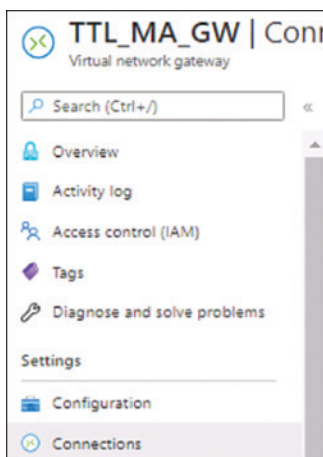 TTL_MA_GW | Con
Virtual network gateway
Search (Ctrl+/)
«
Overview
Activity log
Access control (IAM)
Tags
Diagnose and solve problems
Settings
Configuration
Connections